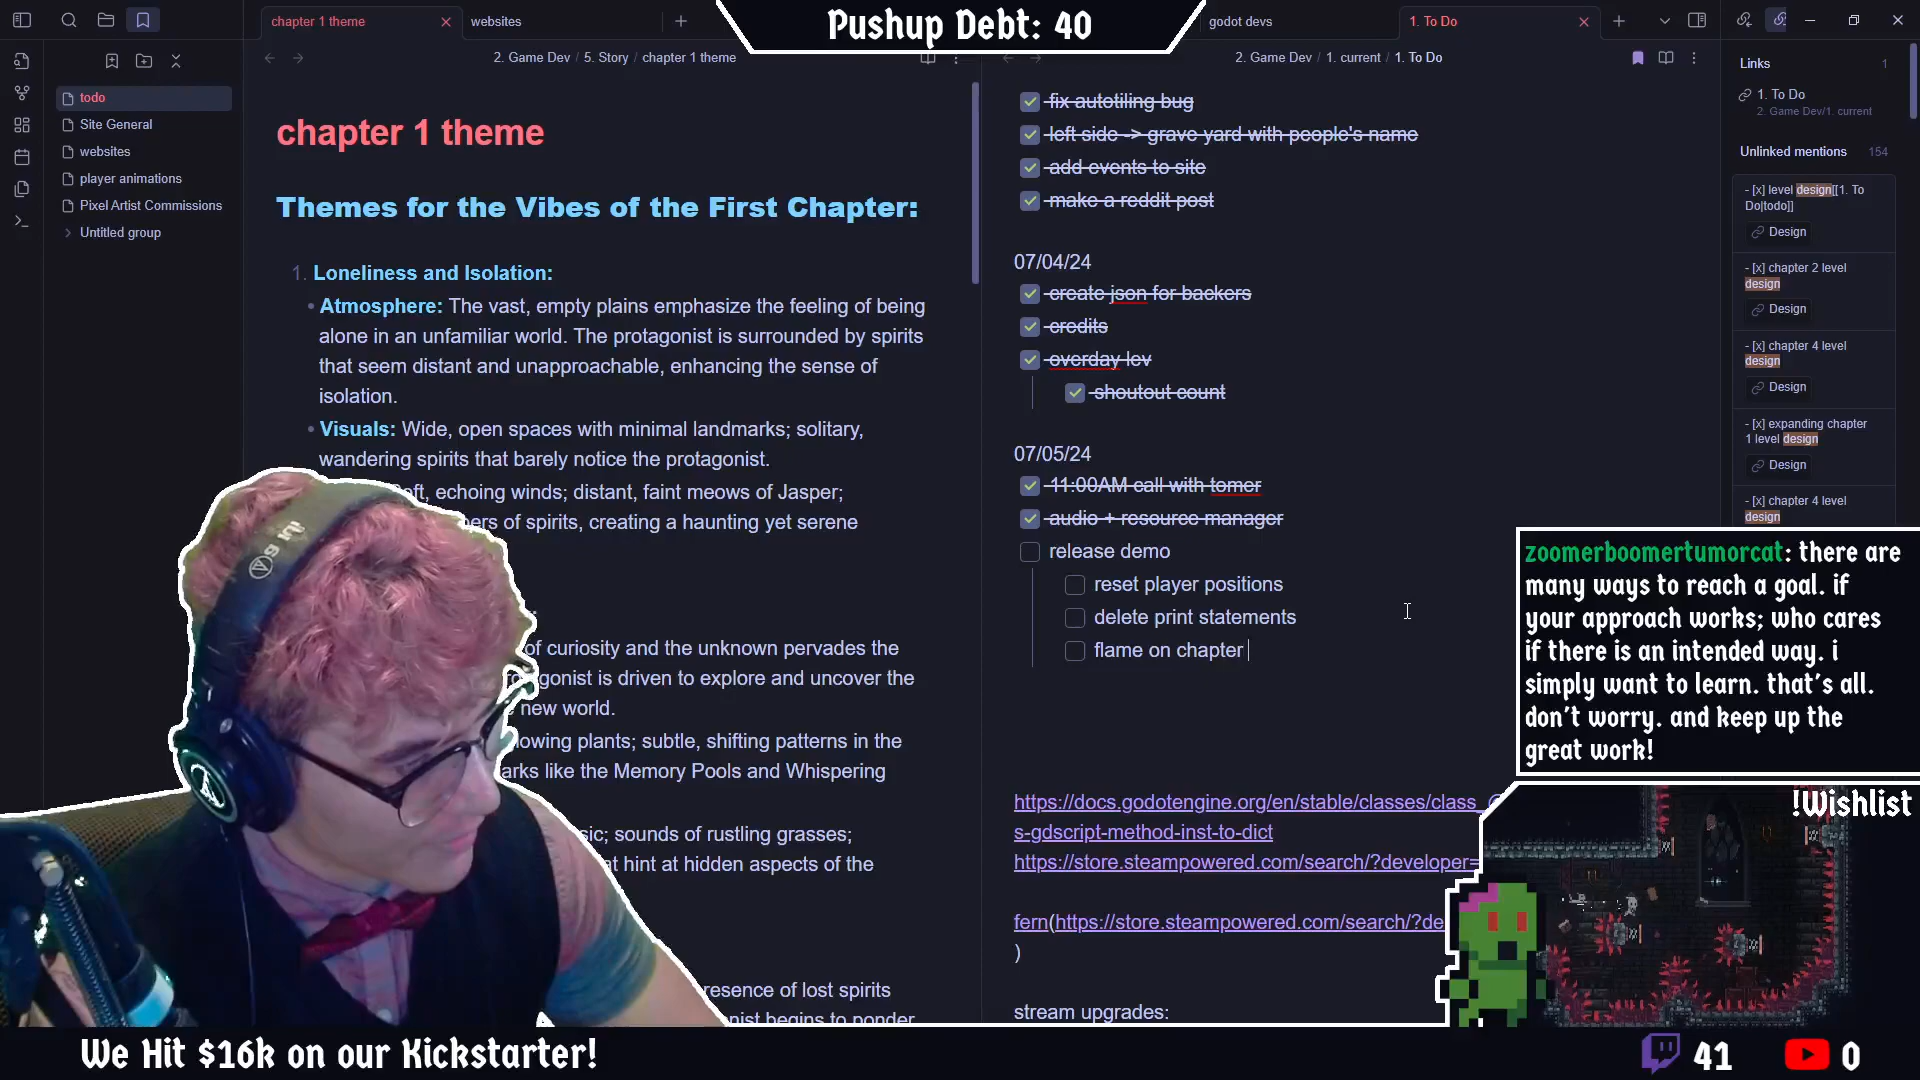 chapter 1 theme
websites
Pushup Debt: 40
godot devs
1. To Do
2. Game Dev / 5. Story / chapter 1 theme
2. Game Dev / 1. current / 1. To Do
todo
Site General
websites
player animations
Pixel Artist Commissions
Untitled group
chapter 1 theme
Themes for the Vibes of the First Chapter:
1. Loneliness and Isolation:
Atmosphere: The vast, empty plains emphasize the feeling of being
alone in an unfamiliar world. The protagonist is surrounded by spirits
that seem distant and unapproachable, enhancing the sense of
isolation.
Visuals: Wide, open spaces with minimal landmarks; solitary,
wandering spirits that barely notice the protagonist.
oft, echoing winds; distant, faint meows of Jasper;
ers of spirits, creating a haunting yet serene
of curiosity and the unknown pervades the
gonist is driven to explore and uncover the
new world.
lowing plants; subtle, shifting patterns in the
arks like the Memory Pools and Whispering
sic; sounds of rustling grasses;
at hint at hidden aspects of the
resence of lost spirits
nist begins to ponder
fix autotiling bug
left side -> grave yard with people's name
add events to site
make a reddit post
07/04/24
create json for backers
credits
overday lev
shoutout count
07/05/24
11:00AM call with tomer
audio + resource manager
release demo
reset player positions
delete print statements
flame on chapter
https://docs.godotengine.org/en/stable/classes/class_@
s-gdscript-method-inst-to-dict
https://store.steampowered.com/search/?developer=
fern(https://store.steampowered.com/search/?de
)
stream upgrades:
Links 1
1. To Do
2. Game Dev/1. current
Unlinked mentions 154
- [x] level design[[1. To
Do|todo]]
Design
- [x] chapter 2 level
design
Design
- [x] chapter 4 level
design
Design
- [x] expanding chapter
1 level design
Design
- [x] chapter 4 level
design
zoomerboomertumorcat: there are
many ways to reach a goal. if
your approach works; who cares
if there is an intended way. i
simply want to learn. that's all.
don't worry. and keep up the
great work!
!Wishlist
We Hit $16k on our Kickstarter!
41
0